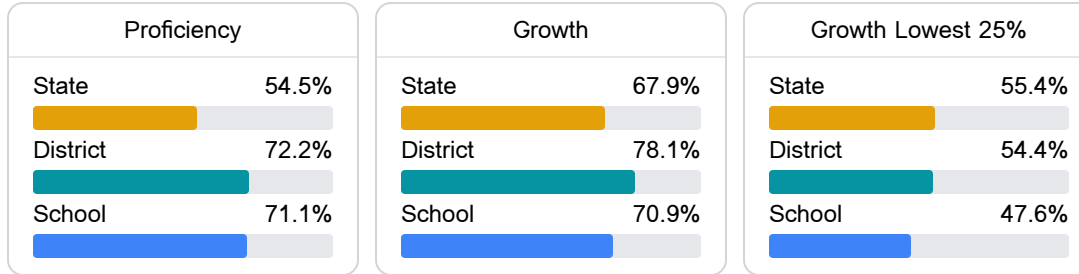 Proficiency
State 54.5%
District 72.2%
School 71.1%
Growth
State 67.9%
District 78.1%
School 70.9%
Growth Lowest 25%
State 55.4%
District 54.4%
School 47.6%